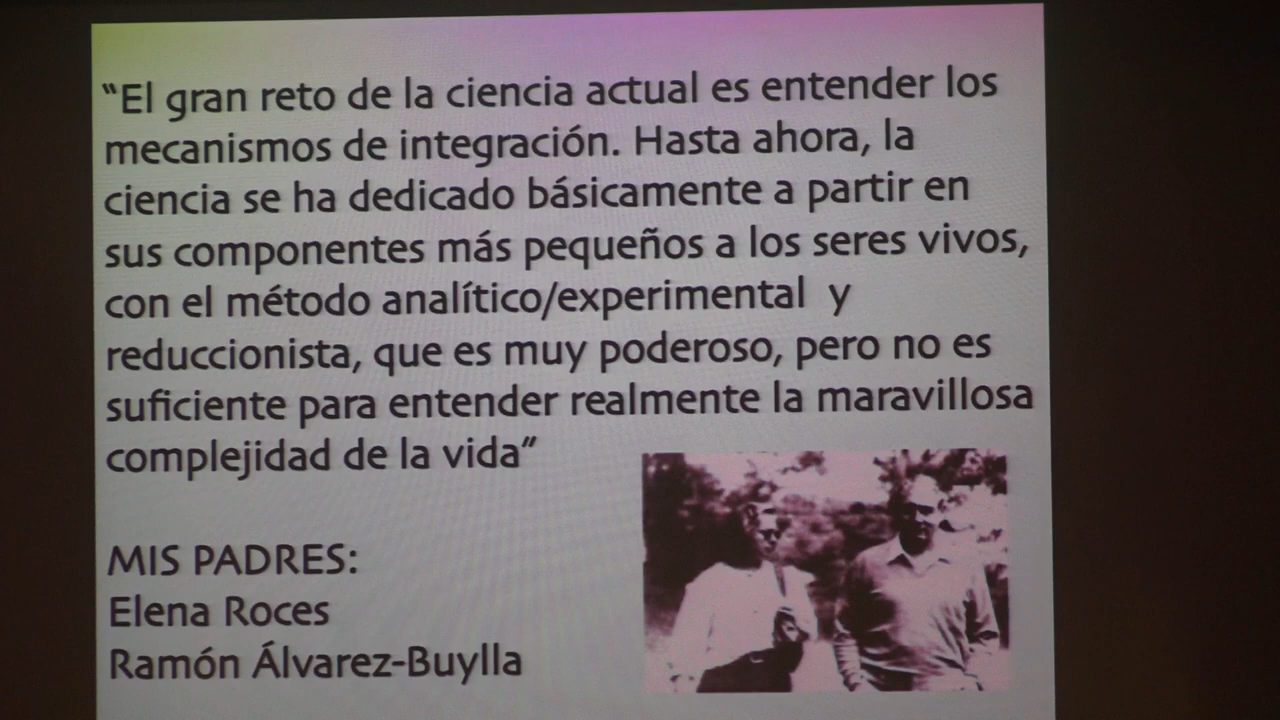 “El gran reto de la ciencia actual es entender los
mecanismos de integración. Hasta ahora, la
ciencia se ha dedicado básicamente a partir en
sus componentes más pequeños a los seres vivos,
con el método analítico/experimental y
reduccionista, que es muy poderoso, pero no es
suficiente para entender realmente la maravillosa
complejidad de la vida”
MIS PADRES:
Elena Roces
Ramón Álvarez-Buylla